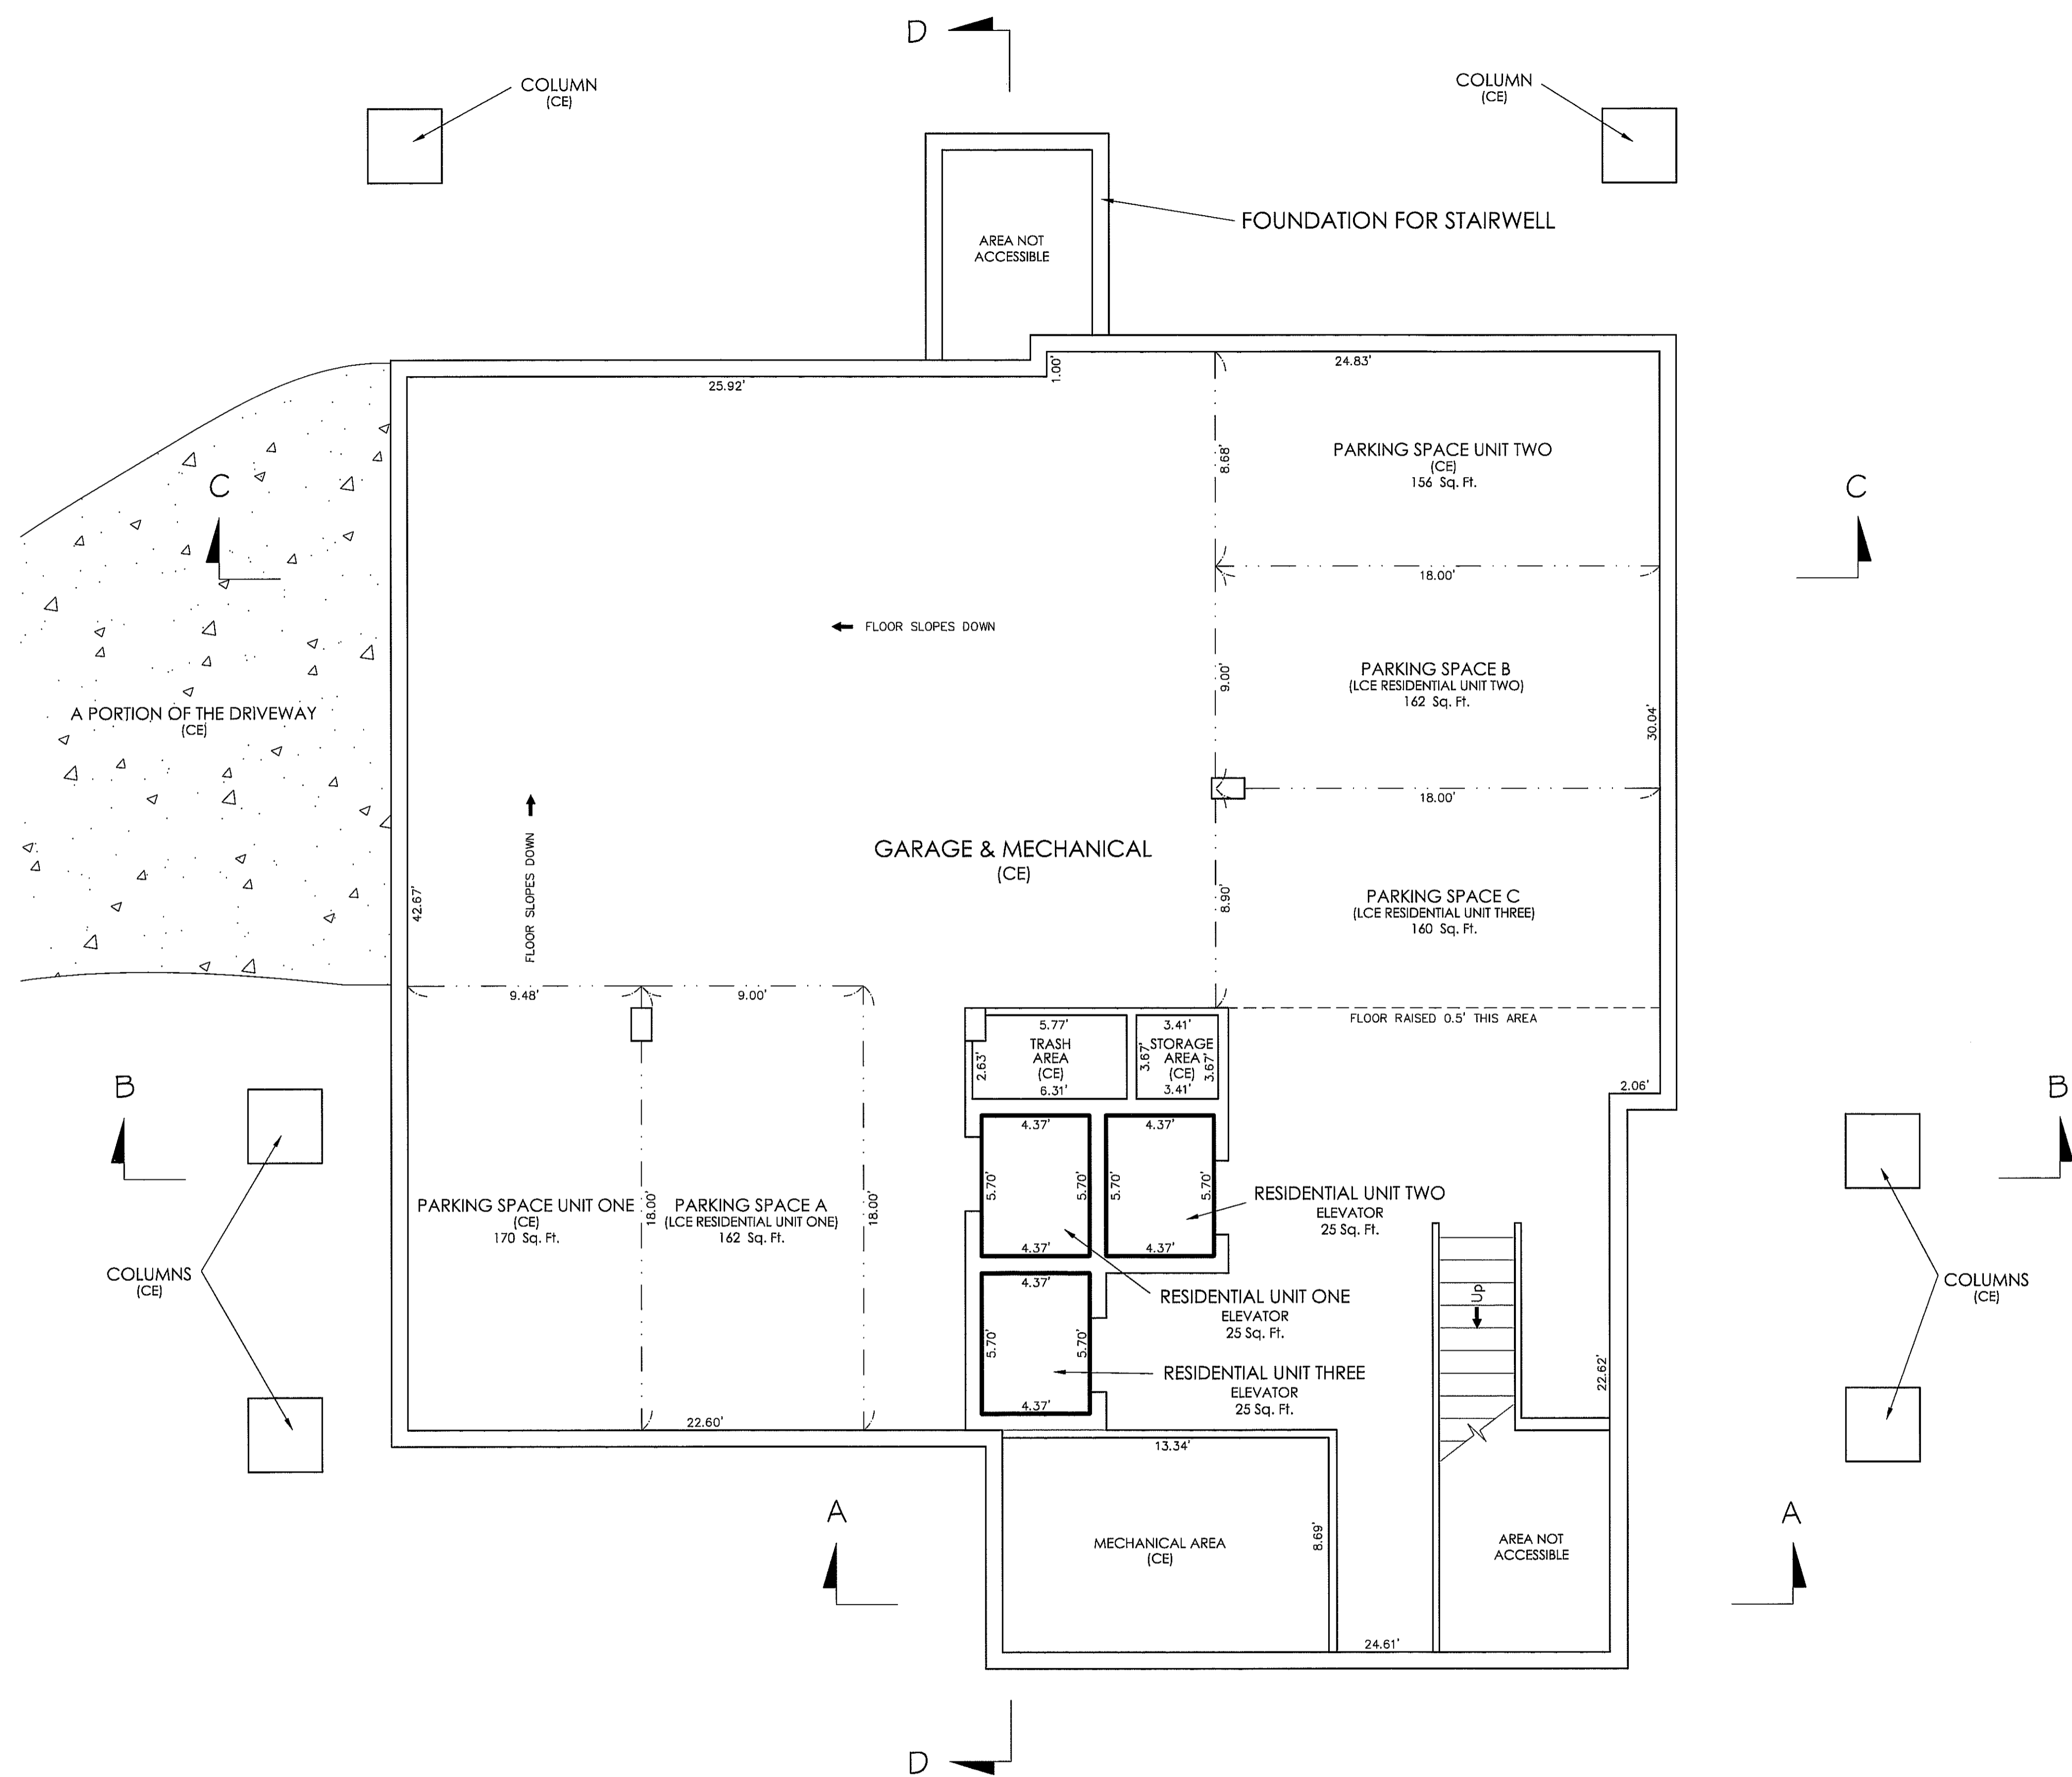 D
COLUMN
(CE)
COLUMN
(CE)
FOUNDATION FOR STAIRWELL
AREA NOT
ACCESSIBLE
25.92'
1.00'
24.83'
8.68'
PARKING SPACE UNIT TWO
(CE)
156 Sq. Ft.
C
C
18.00'
FLOOR SLOPES DOWN
9.00'
PARKING SPACE B
(LCE RESIDENTIAL UNIT TWO)
162 Sq. Ft.
30.04'
A PORTION OF THE DRIVEWAY
(CE)
18.00'
FLOOR SLOPES DOWN
GARAGE & MECHANICAL
(CE)
42.67'
8.90'
PARKING SPACE C
(LCE RESIDENTIAL UNIT THREE)
160 Sq. Ft.
9.48'
9.00'
FLOOR RAISED 0.5' THIS AREA
5.77'
TRASH
AREA
(CE)
6.31'
2.63'
3.41'
STORAGE
AREA
(CE)
3.41'
3.67'
3.67'
2.06'
B
B
4.37'
5.70'
5.70'
4.37'
4.37'
5.70'
5.70'
4.37'
PARKING SPACE UNIT ONE
(CE)
170 Sq. Ft.
18.00'
PARKING SPACE A
(LCE RESIDENTIAL UNIT ONE)
162 Sq. Ft.
18.00'
RESIDENTIAL UNIT TWO
ELEVATOR
25 Sq. Ft.
COLUMNS
(CE)
COLUMNS
(CE)
RESIDENTIAL UNIT ONE
ELEVATOR
25 Sq. Ft.
Up
4.37'
5.70'
5.70'
4.37'
RESIDENTIAL UNIT THREE
ELEVATOR
25 Sq. Ft.
22.62'
22.60'
13.34'
A
A
MECHANICAL AREA
(CE)
8.69'
AREA NOT
ACCESSIBLE
24.61'
D